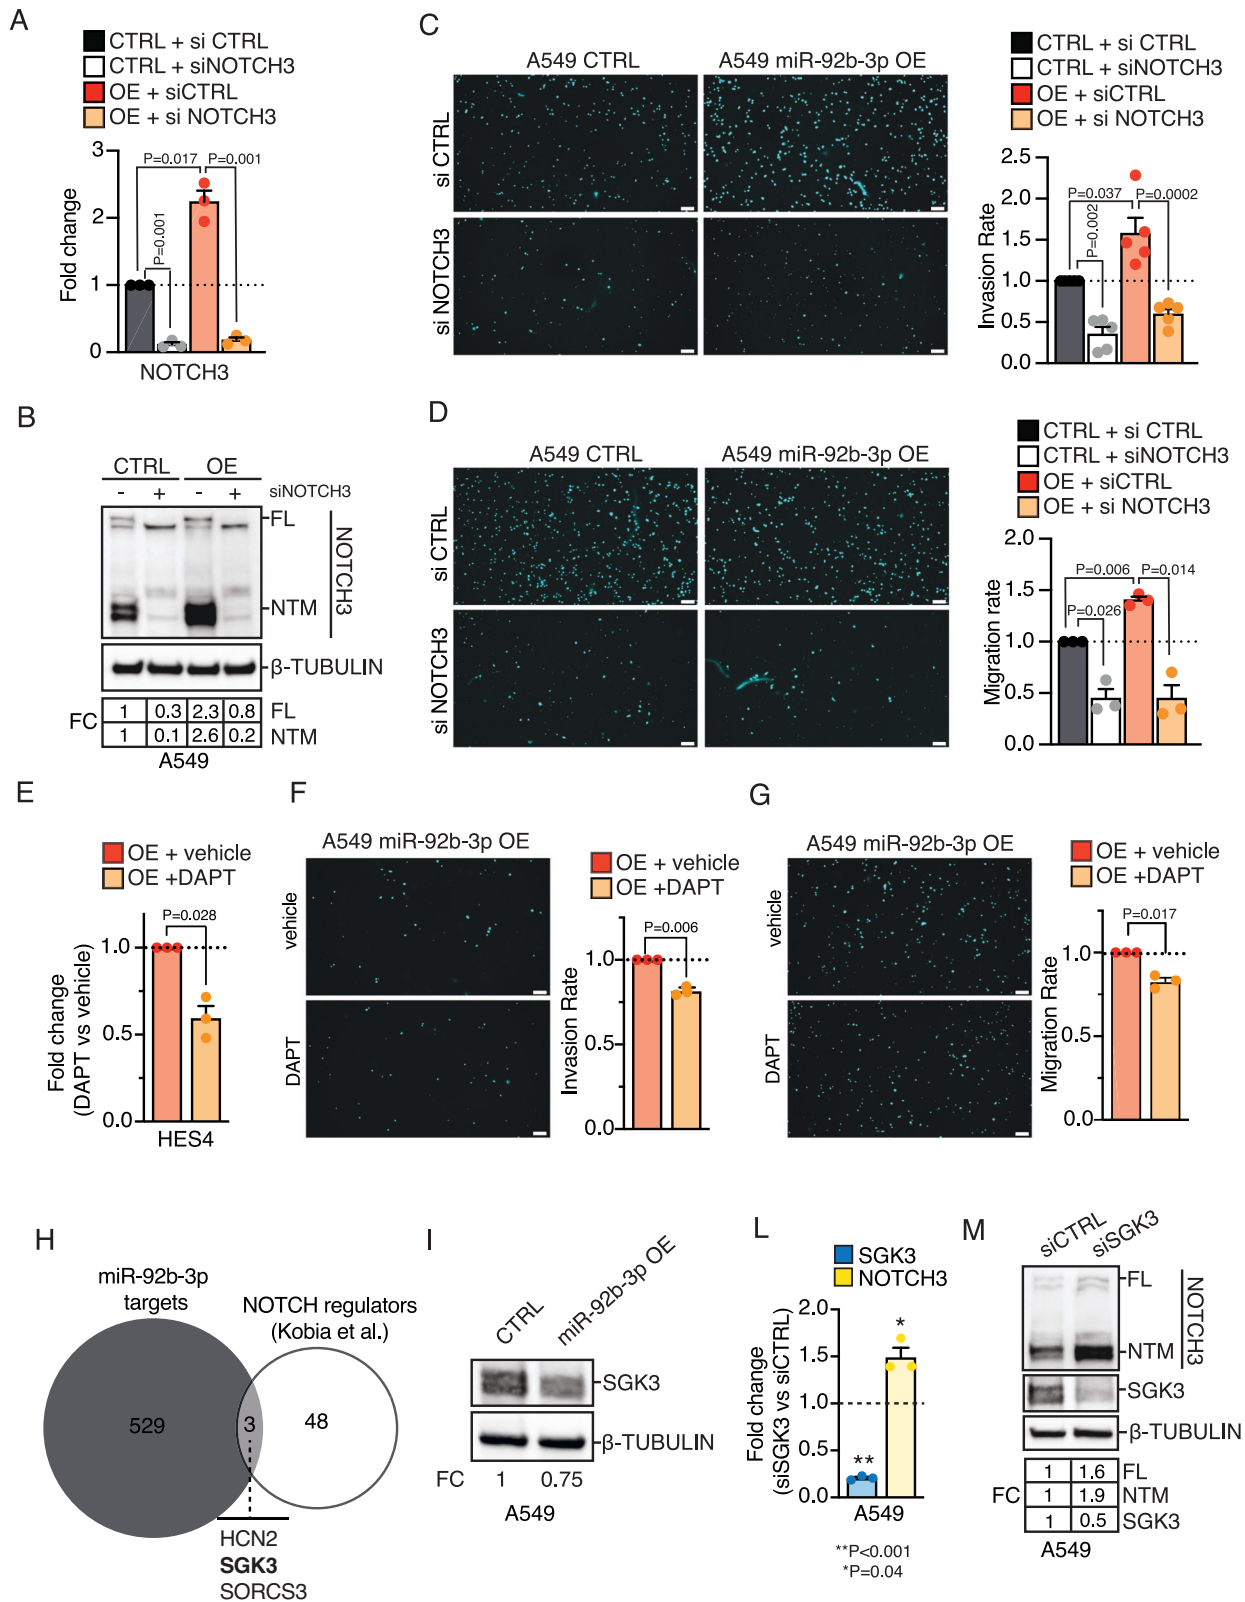 A
CTRL + si CTRL
CTRL + siNOTCH3
OE + siCTRL
OE + si NOTCH3
3
2
1
0
Fold change
P=0.017
P=0.001
P=0.001
NOTCH3
B
CTRL
OE
- + - +
siNOTCH3
FL
NTM
NOTCH3
β-TUBULIN
FC
1 0.3 2.3 0.8 FL
1 0.1 2.6 0.2 NTM
A549
C
A549 CTRL
A549 miR-92b-3p OE
si CTRL
si NOTCH3
CTRL + si CTRL
CTRL + siNOTCH3
OE + siCTRL
OE + si NOTCH3
2.5
2.0
1.5
1.0
0.5
0.0
Invasion Rate
P=0.037
P=0.0002
P=0.002
D
A549 CTRL
A549 miR-92b-3p OE
si CTRL
si NOTCH3
CTRL + si CTRL
CTRL + siNOTCH3
OE + siCTRL
OE + si NOTCH3
2.0
1.5
1.0
0.5
0.0
Migration rate
P=0.006
P=0.014
P=0.026
E
OE + vehicle
OE +DAPT
P=0.028
1.0
0.5
0.0
Fold change
(DAPT vs vehicle)
HES4
F
A549 miR-92b-3p OE
vehicle
DAPT
OE + vehicle
OE +DAPT
P=0.006
1.0
0.5
0.0
Invasion Rate
G
A549 miR-92b-3p OE
vehicle
DAPT
OE + vehicle
OE +DAPT
P=0.017
1.0
0.5
0.0
Migration Rate
H
miR-92b-3p
targets
NOTCH regulators
(Kobia et al.)
529
3
48
HCN2
SGK3
SORCS3
I
CTRL
miR-92b-3p OE
SGK3
β-TUBULIN
FC 1 0.75
A549
L
SGK3
NOTCH3
2.0
1.5
1.0
0.5
0.0
Fold change
(siSGK3 vs siCTRL)
**
*
A549
**P<0.001
*P=0.04
M
siCTRL
siSGK3
FL
NTM
NOTCH3
SGK3
β-TUBULIN
FC
1 1.6 FL
1 1.9 NTM
1 0.5 SGK3
A549